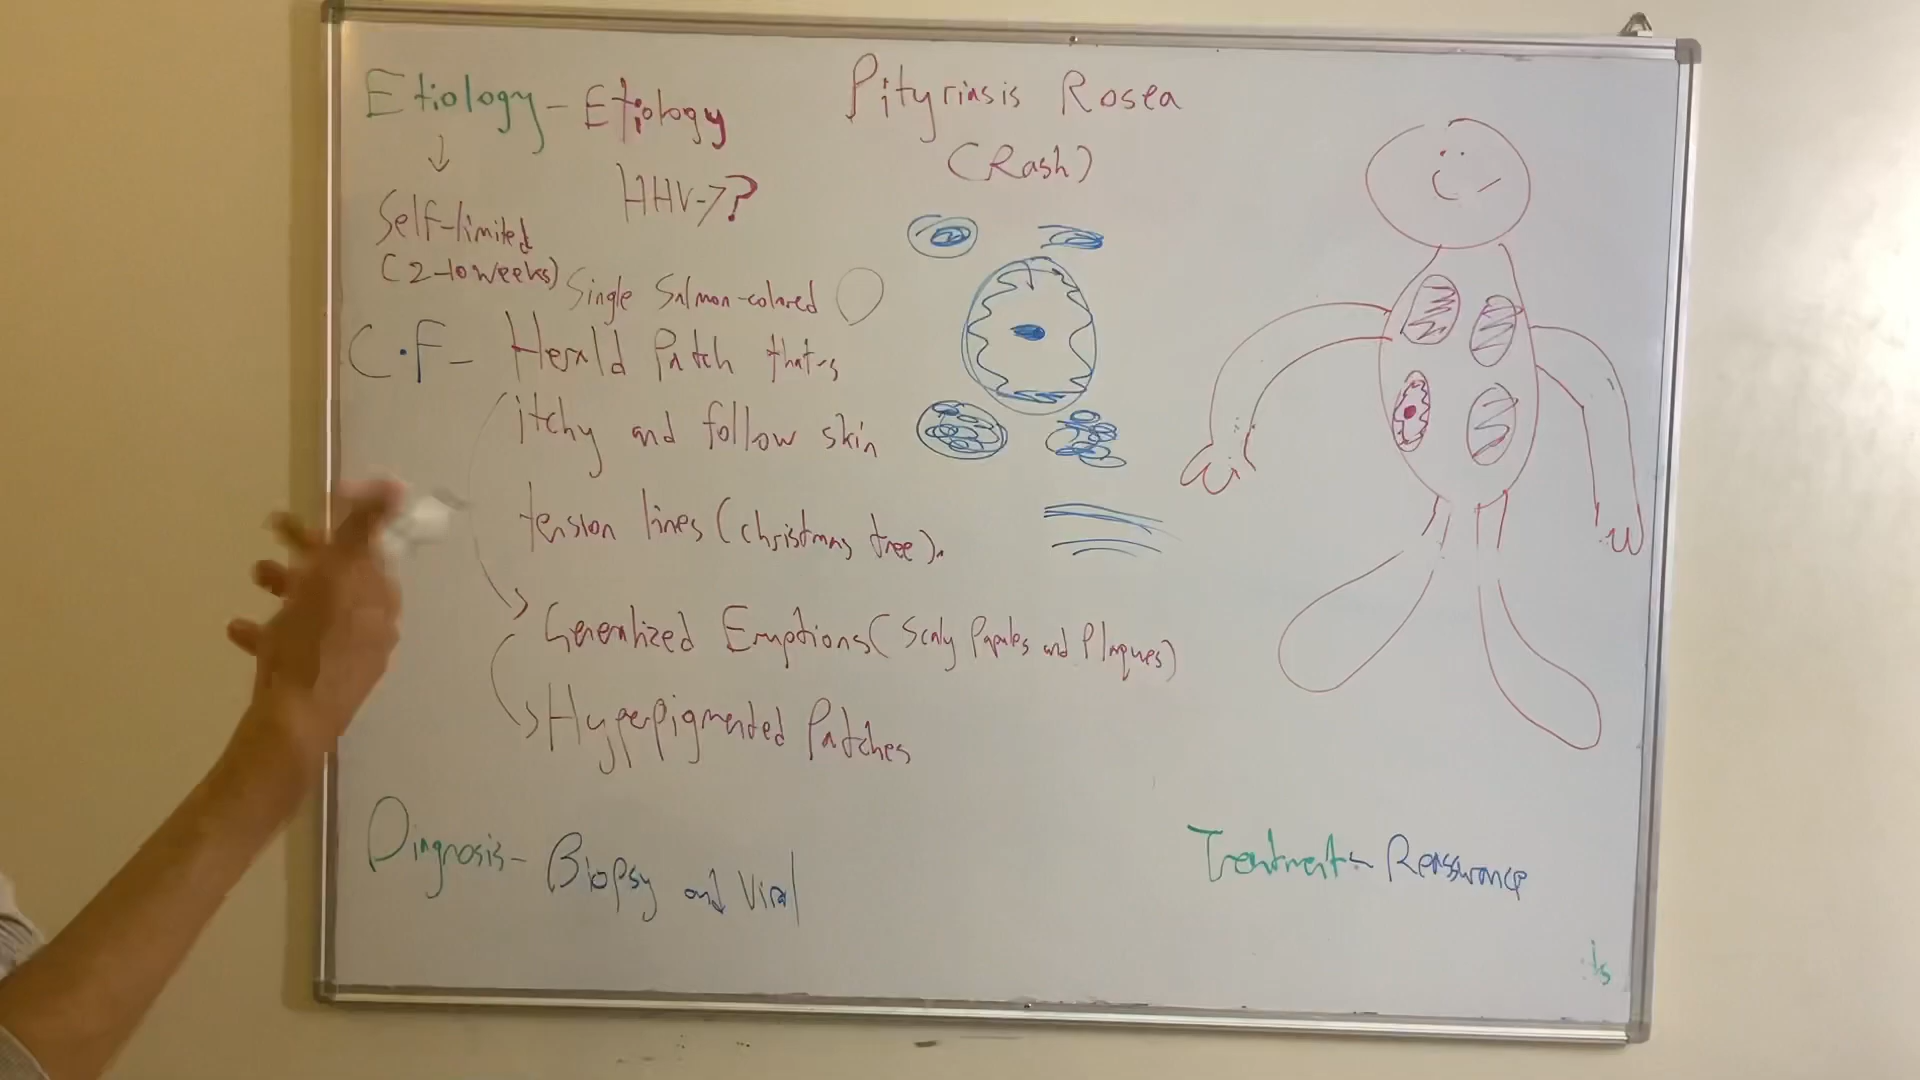 Pityriasis Rosea
(Rash)
Etiology - Etiology
HHV-7?
Self-limited
(2-10 weeks)
Single Salmon-colored
C.F - Herald Patch that's
itchy and follow skin
tension lines (christmas tree).
Generalized Eruptions (Scaly Papules and Plaques)
Hyperpigmented Patches
Diagnosis - Biopsy and Viral
Treatment - Reassurance